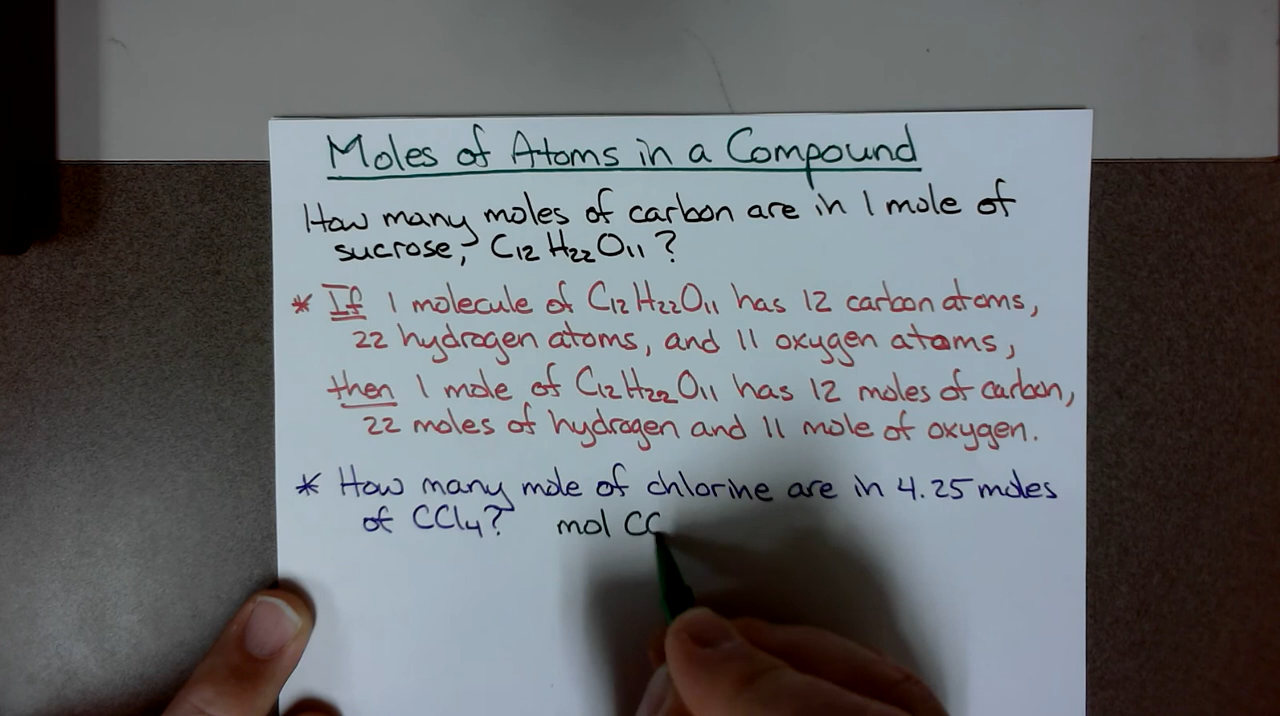 Moles of Atoms in a Compound
How many moles of carbon are in 1 mole of
sucrose, C₁₂H₂₂O₁₁?
* If 1 molecule of C₁₂H₂₂O₁₁ has 12 carbon atoms,
22 hydrogen atoms, and 11 oxygen atoms,
then 1 mole of C₁₂H₂₂O₁₁ has 12 moles of carbon,
22 moles of hydrogen and 11 mole of oxygen.
* How many mole of chlorine are in 4.25 moles
of CCl₄? mol CC